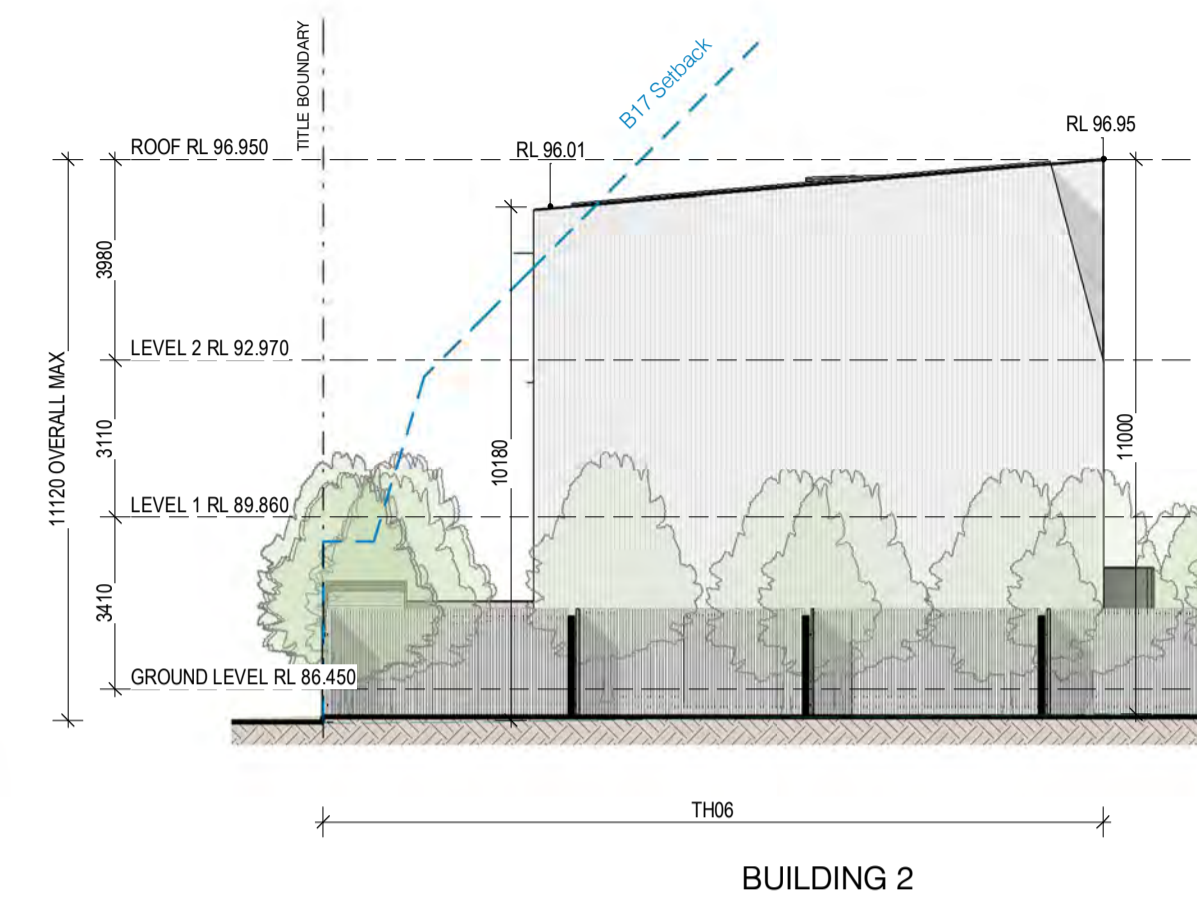 TITLE BOUNDARY
B17 Setback
ROOF RL 96.950
RL 96.01
RL 96.95
3980
LEVEL 2 RL 92.970
11120 OVERALL MAX
3110
10180
11000
LEVEL 1 RL 89.860
3410
GROUND LEVEL RL 86.450
TH06
BUILDING 2